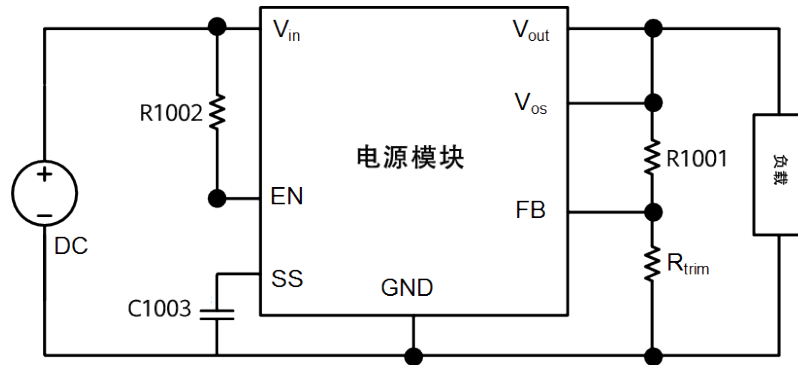 Vin
Vout
R1002
Vos
电源模块
R1001
负载
EN
FB
DC
SS
Rtrim
C1003
GND
+
−